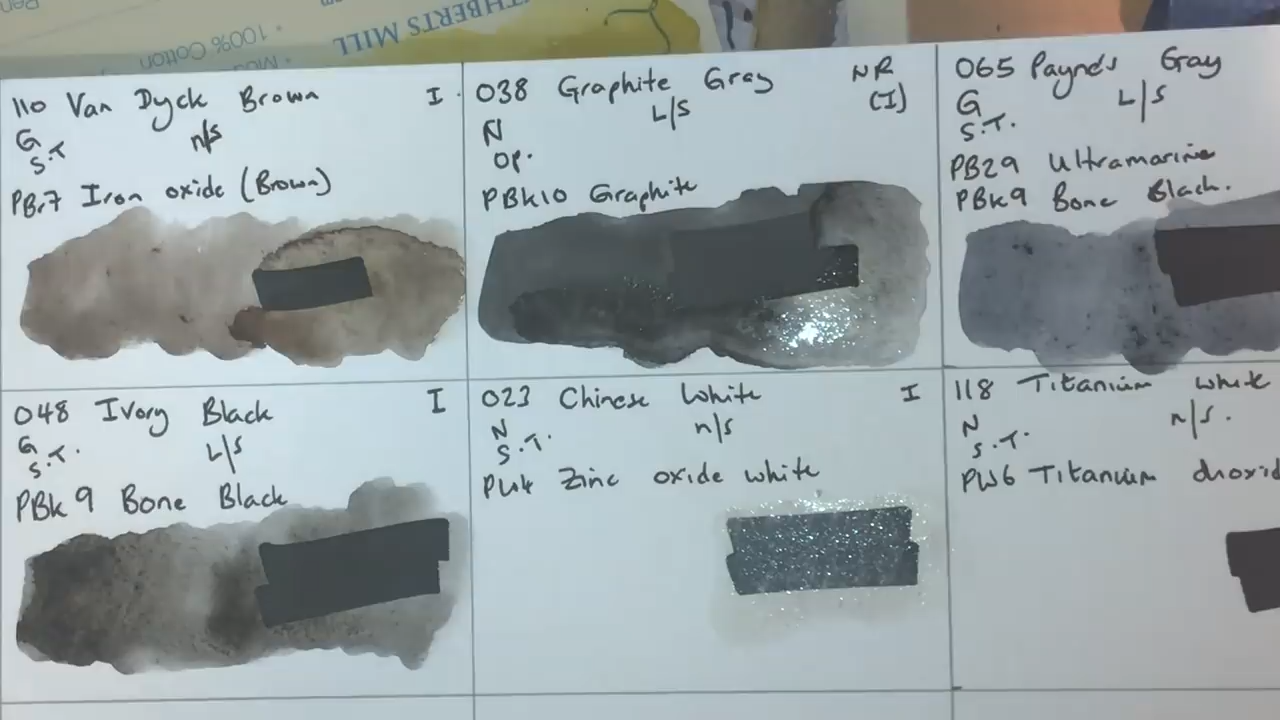 THBERTS MILL
• 100% Cotton
110 Van Dyck Brown I
G n/s
S.T
PBr7 Iron oxide (Brown)
038 Graphite Gray NR
N L/S (I)
Op.
PBk10 Graphite
065 Payne's Gray
G L/S
S.T.
PB29 Ultramarine
PBk9 Bone Black.
048 Ivory Black I
G L/S
S.T.
PBk 9 Bone Black
023 Chinese White I
N n/s
S.T.
PW4 Zinc oxide white
118 Titanium White
N n/s.
S.T.
PW6 Titanium dioxid